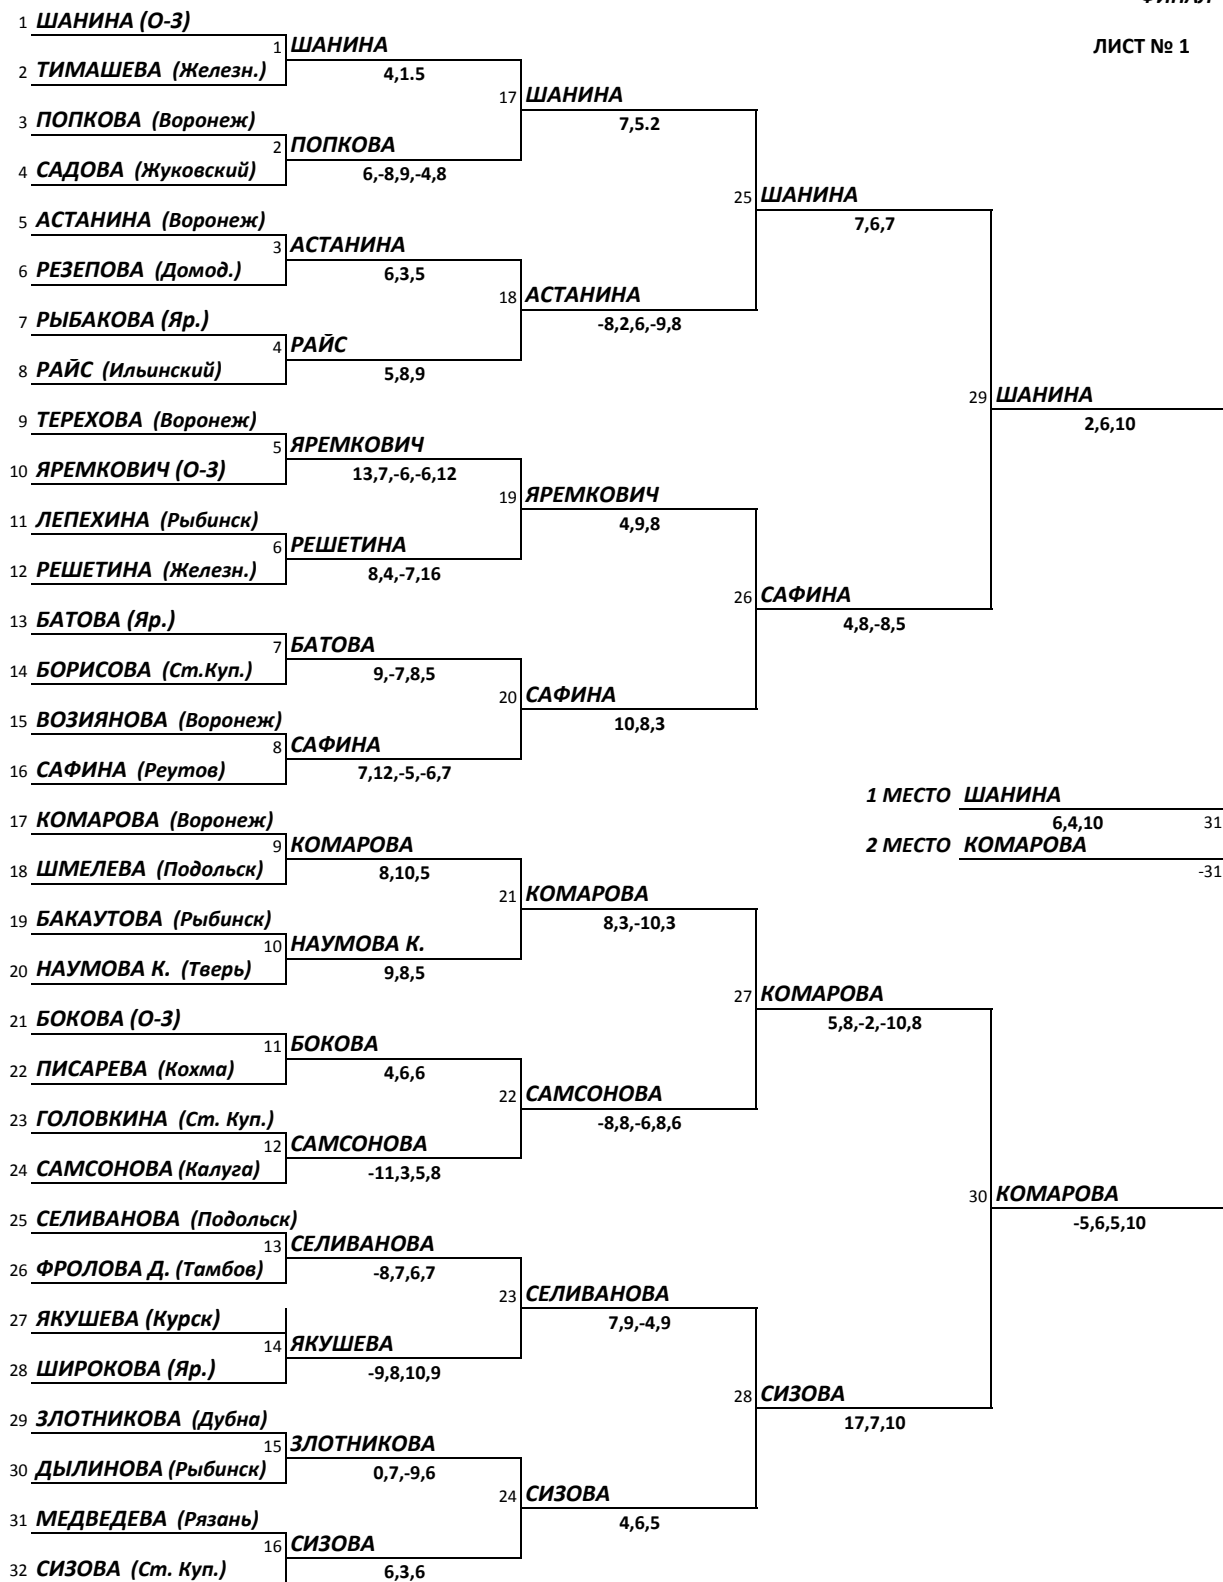 ФИНАЛ
1 ШАНИНА (О-З)
1 ШАНИНА
ЛИСТ № 1
2 ТИМАШЕВА (Железн.)
4,1.5
17 ШАНИНА
3 ПОПКОВА (Воронеж)
7,5.2
2 ПОПКОВА
4 САДОВА (Жуковский)
6,-8,9,-4,8
25 ШАНИНА
5 АСТАНИНА (Воронеж)
7,6,7
3 АСТАНИНА
6 РЕЗЕПОВА (Домод.)
6,3,5
18 АСТАНИНА
7 РЫБАКОВА (Яр.)
-8,2,6,-9,8
4 РАЙС
8 РАЙС (Ильинский)
5,8,9
29 ШАНИНА
9 ТЕРЕХОВА (Воронеж)
2,6,10
5 ЯРЕМКОВИЧ
10 ЯРЕМКОВИЧ (О-З)
13,7,-6,-6,12
19 ЯРЕМКОВИЧ
11 ЛЕПЕХИНА (Рыбинск)
4,9,8
6 РЕШЕТИНА
12 РЕШЕТИНА (Железн.)
8,4,-7,16
26 САФИНА
13 БАТОВА (Яр.)
4,8,-8,5
7 БАТОВА
14 БОРИСОВА (Ст.Куп.)
9,-7,8,5
20 САФИНА
15 ВОЗИЯНОВА (Воронеж)
10,8,3
8 САФИНА
16 САФИНА (Реутов)
7,12,-5,-6,7
1 МЕСТО ШАНИНА
17 КОМАРОВА (Воронеж)
6,4,10 31
9 КОМАРОВА
2 МЕСТО КОМАРОВА
18 ШМЕЛЕВА (Подольск)
8,10,5
-31
21 КОМАРОВА
19 БАКАУТОВА (Рыбинск)
8,3,-10,3
10 НАУМОВА К.
20 НАУМОВА К. (Тверь)
9,8,5
27 КОМАРОВА
21 БОКОВА (О-З)
5,8,-2,-10,8
11 БОКОВА
22 ПИСАРЕВА (Кохма)
4,6,6
22 САМСОНОВА
23 ГОЛОВКИНА (Ст. Куп.)
-8,8,-6,8,6
12 САМСОНОВА
24 САМСОНОВА (Калуга)
-11,3,5,8
30 КОМАРОВА
25 СЕЛИВАНОВА (Подольск)
-5,6,5,10
13 СЕЛИВАНОВА
26 ФРОЛОВА Д. (Тамбов)
-8,7,6,7
23 СЕЛИВАНОВА
27 ЯКУШЕВА (Курск)
7,9,-4,9
14 ЯКУШЕВА
28 ШИРОКОВА (Яр.)
-9,8,10,9
28 СИЗОВА
29 ЗЛОТНИКОВА (Дубна)
17,7,10
15 ЗЛОТНИКОВА
30 ДЫЛИНОВА (Рыбинск)
0,7,-9,6
24 СИЗОВА
31 МЕДВЕДЕВА (Рязань)
4,6,5
16 СИЗОВА
32 СИЗОВА (Ст. Куп.)
6,3,6